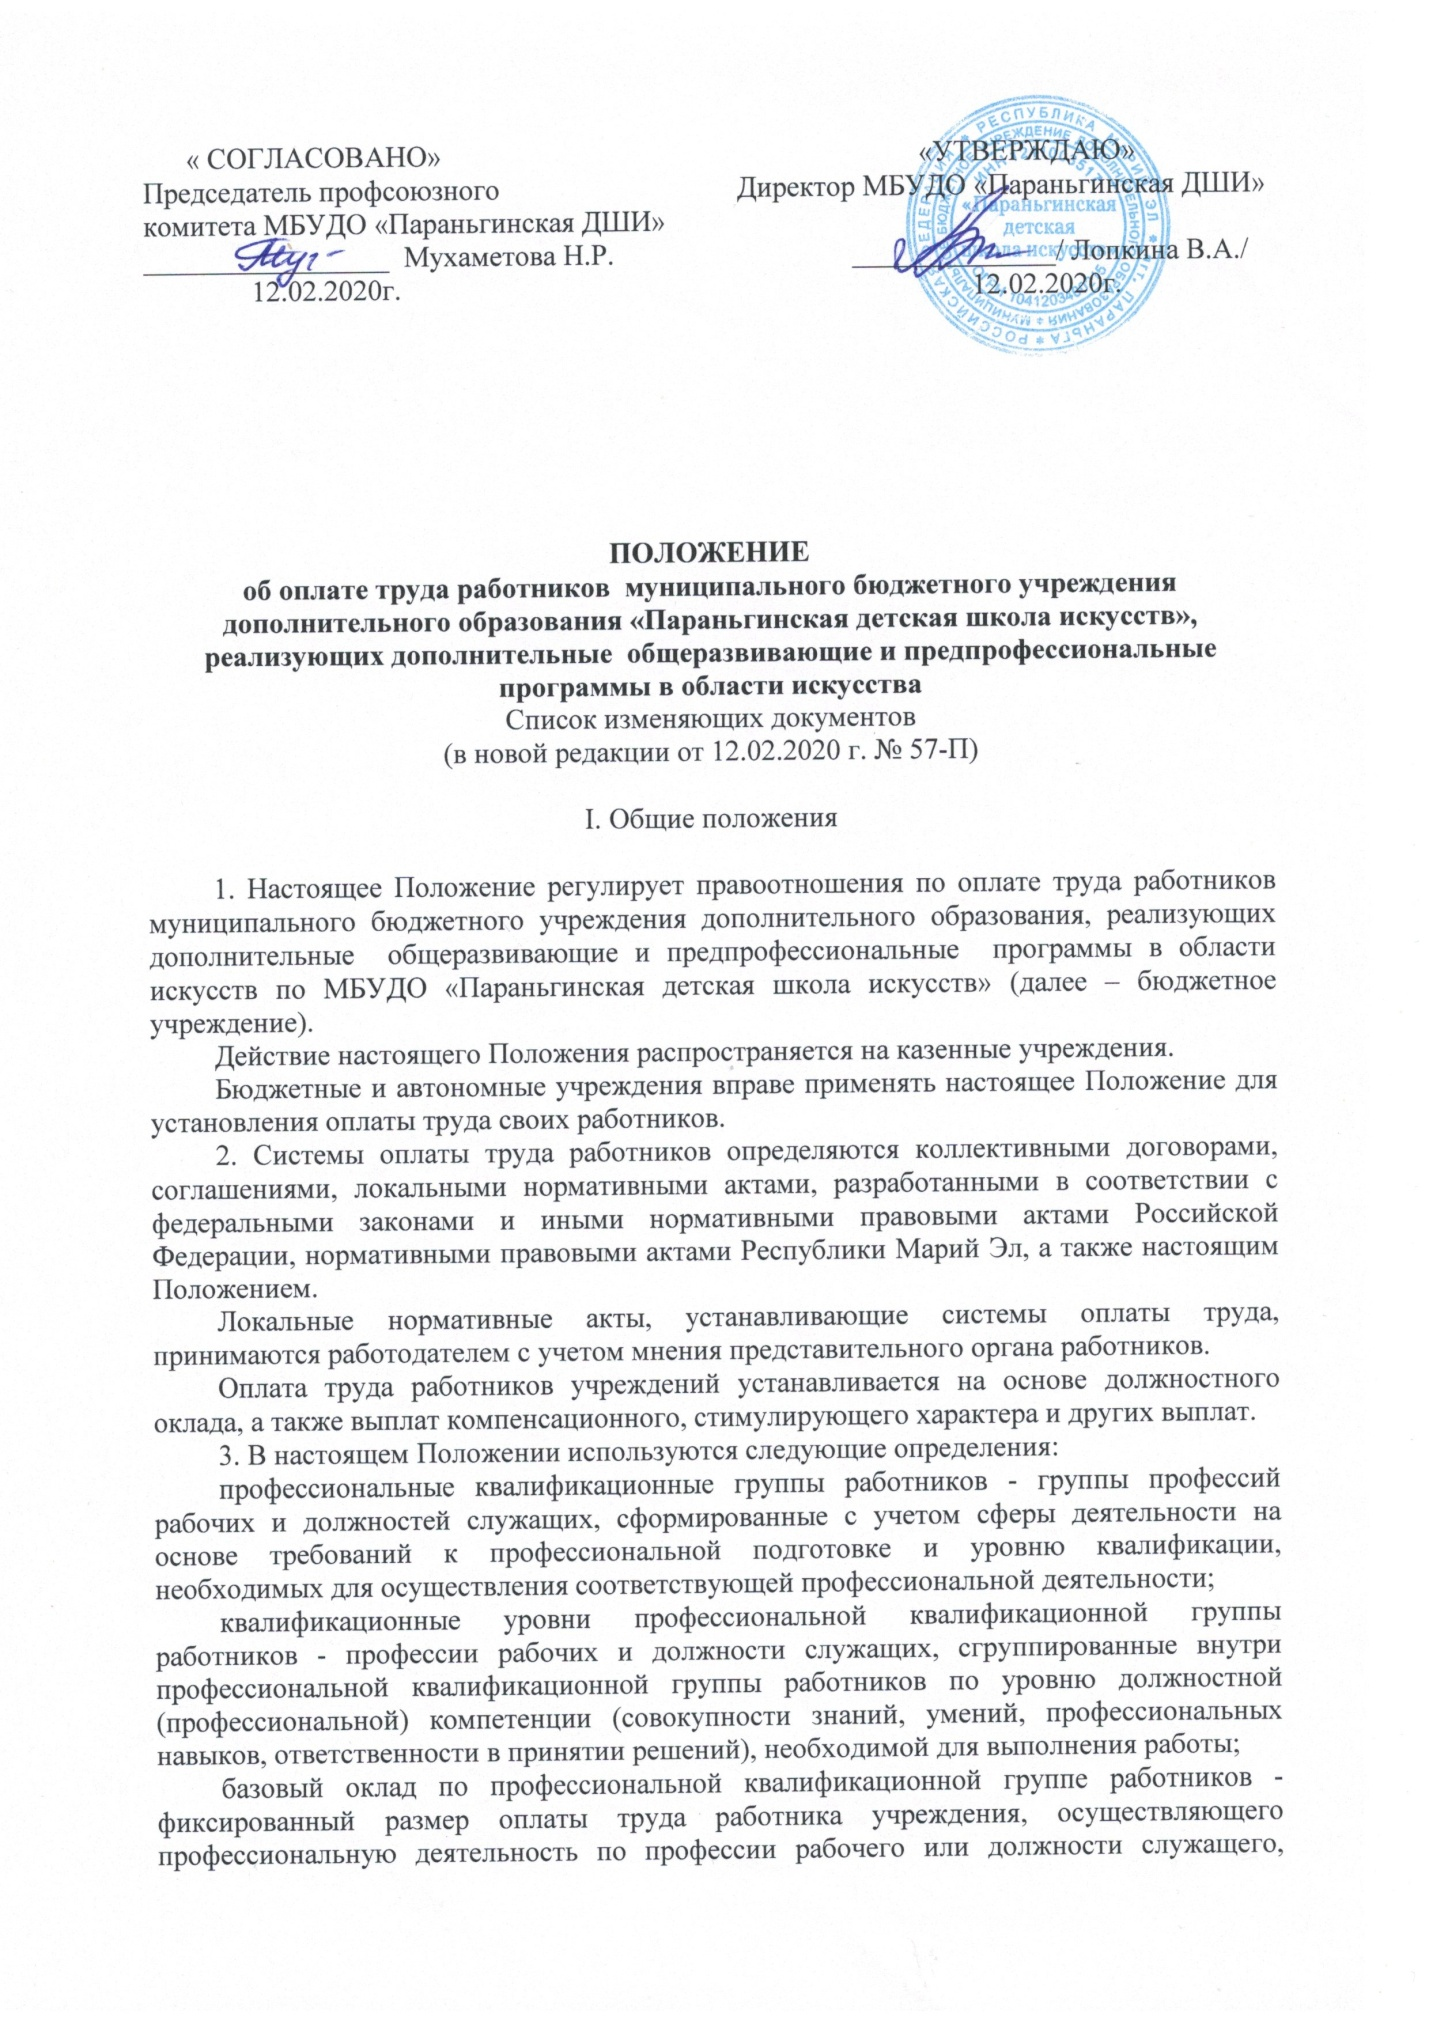 « СОГЛАСОВАНО»
Председатель профсоюзного
комитета МБУДО «Параньгинская ДШИ»
Мухаметова Н.Р.
12.02.2020г.
«УТВЕРЖДАЮ»
Директор МБУДО «Параньгинская ДШИ»
/ Лопкина В.А./
12.02.2020г.
«Параньгинская
детская
школа искусств»
ПОЛОЖЕНИЕ
об оплате труда работников муниципального бюджетного учреждения
дополнительного образования «Параньгинская детская школа искусств»,
реализующих дополнительные общеразвивающие и предпрофессиональные
программы в области искусства
Список изменяющих документов
(в новой редакции от 12.02.2020 г. № 57-П)
I. Общие положения
1. Настоящее Положение регулирует правоотношения по оплате труда работников
муниципального бюджетного учреждения дополнительного образования, реализующих
дополнительные общеразвивающие и предпрофессиональные программы в области
искусств по МБУДО «Параньгинская детская школа искусств» (далее – бюджетное
учреждение).
Действие настоящего Положения распространяется на казенные учреждения.
Бюджетные и автономные учреждения вправе применять настоящее Положение для
установления оплаты труда своих работников.
2. Системы оплаты труда работников определяются коллективными договорами,
соглашениями, локальными нормативными актами, разработанными в соответствии с
федеральными законами и иными нормативными правовыми актами Российской
Федерации, нормативными правовыми актами Республики Марий Эл, а также настоящим
Положением.
Локальные нормативные акты, устанавливающие системы оплаты труда,
принимаются работодателем с учетом мнения представительного органа работников.
Оплата труда работников учреждений устанавливается на основе должностного
оклада, а также выплат компенсационного, стимулирующего характера и других выплат.
3. В настоящем Положении используются следующие определения:
профессиональные квалификационные группы работников - группы профессий
рабочих и должностей служащих, сформированные с учетом сферы деятельности на
основе требований к профессиональной подготовке и уровню квалификации,
необходимых для осуществления соответствующей профессиональной деятельности;
квалификационные уровни профессиональной квалификационной группы
работников - профессии рабочих и должности служащих, сгруппированные внутри
профессиональной квалификационной группы работников по уровню должностной
(профессиональной) компетенции (совокупности знаний, умений, профессиональных
навыков, ответственности в принятии решений), необходимой для выполнения работы;
базовый оклад по профессиональной квалификационной группе работников -
фиксированный размер оплаты труда работника учреждения, осуществляющего
профессиональную деятельность по профессии рабочего или должности служащего,